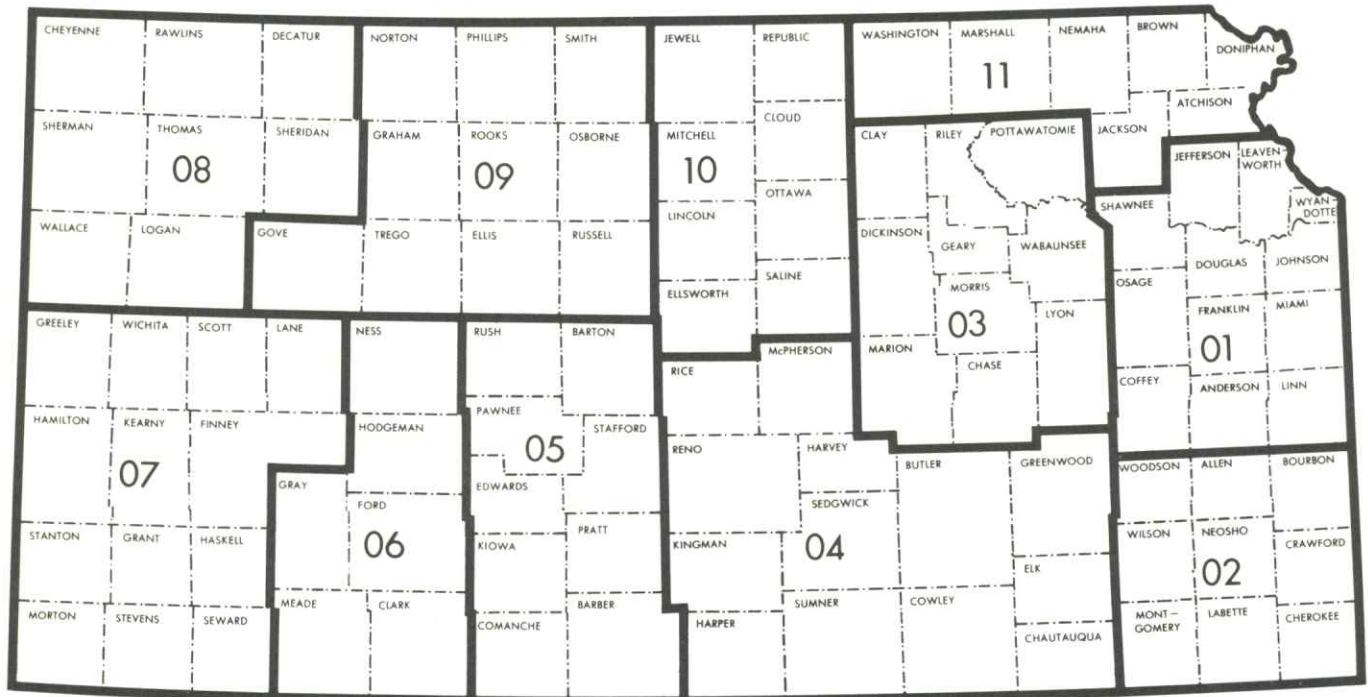 CHEYENNE
RAWLINS
DECATUR
NORTON
PHILLIPS
SMITH
JEWELL
REPUBLIC
WASHINGTON
MARSHALL
NEMAHA
BROWN
DONIPHAN
11
ATCHISON
SHERMAN
THOMAS
SHERIDAN
08
GRAHAM
ROOKS
OSBORNE
09
MITCHELL
10
CLOUD
CLAY
RILEY
POTTAWATOMIE
JACKSON
JEFFERSON
LEAVEN-
WORTH
WYAN-
DOTTE
WALLACE
LOGAN
GOVE
TREGO
ELLIS
RUSSELL
LINCOLN
OTTAWA
DICKINSON
GEARY
WABAUNSEE
SHAWNEE
DOUGLAS
JOHNSON
ELLSWORTH
SALINE
MORRIS
03
LYON
OSAGE
FRANKLIN
MIAMI
01
GREELEY
WICHITA
SCOTT
LANE
NESS
RUSH
BARTON
RICE
McPHERSON
MARION
CHASE
COFFEY
ANDERSON
LINN
HAMILTON
KEARNY
FINNEY
07
HODGEMAN
PAWNEE
05
STAFFORD
RENO
HARVEY
BUTLER
GREENWOOD
WOODSON
ALLEN
BOURBON
GRAY
FORD
06
EDWARDS
PRATT
SEDGWICK
04
WILSON
NEOSHO
02
CRAWFORD
STANTON
GRANT
HASKELL
KIOWA
KINGMAN
ELK
MORTON
STEVENS
SEWARD
MEADE
CLARK
COMANCHE
BARBER
HARPER
SUMNER
COWLEY
CHAUTAUQUA
MONT-
GOMERY
LABETTE
CHEROKEE